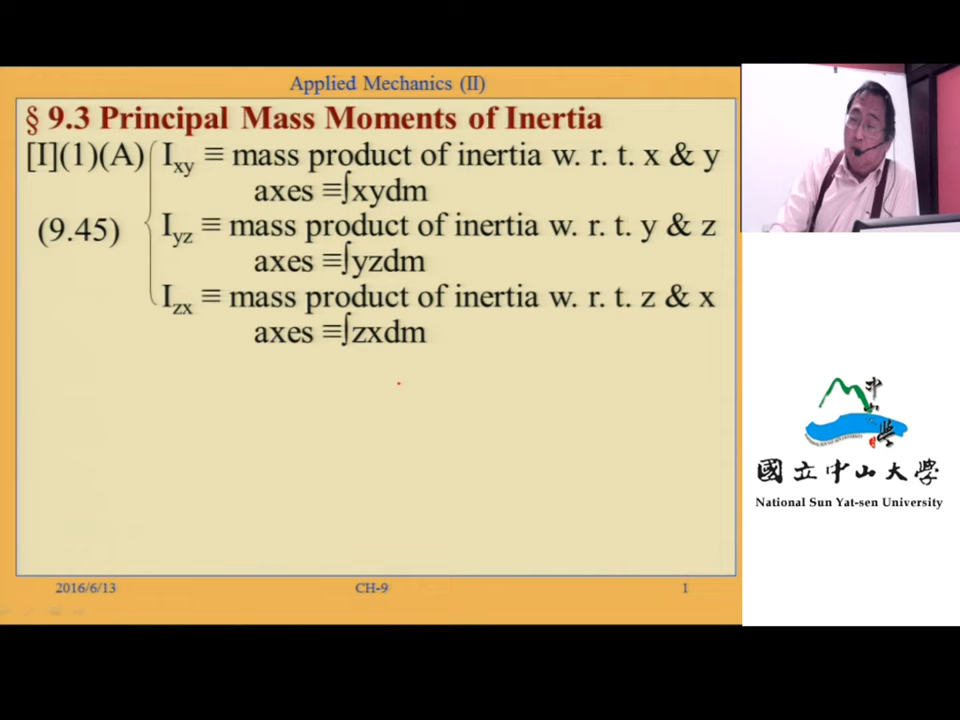 Applied Mechanics (II)
§ 9.3 Principal Mass Moments of Inertia
[I](1)(A) Ixy ≡ mass product of inertia w. r. t. x & y
axes ≡∫xydm
(9.45) Iyz ≡ mass product of inertia w. r. t. y & z
axes ≡∫yzdm
Izx ≡ mass product of inertia w. r. t. z & x
axes ≡∫zxdm
2016/6/13 CH-9 1
國立中山大學
National Sun Yat-sen University